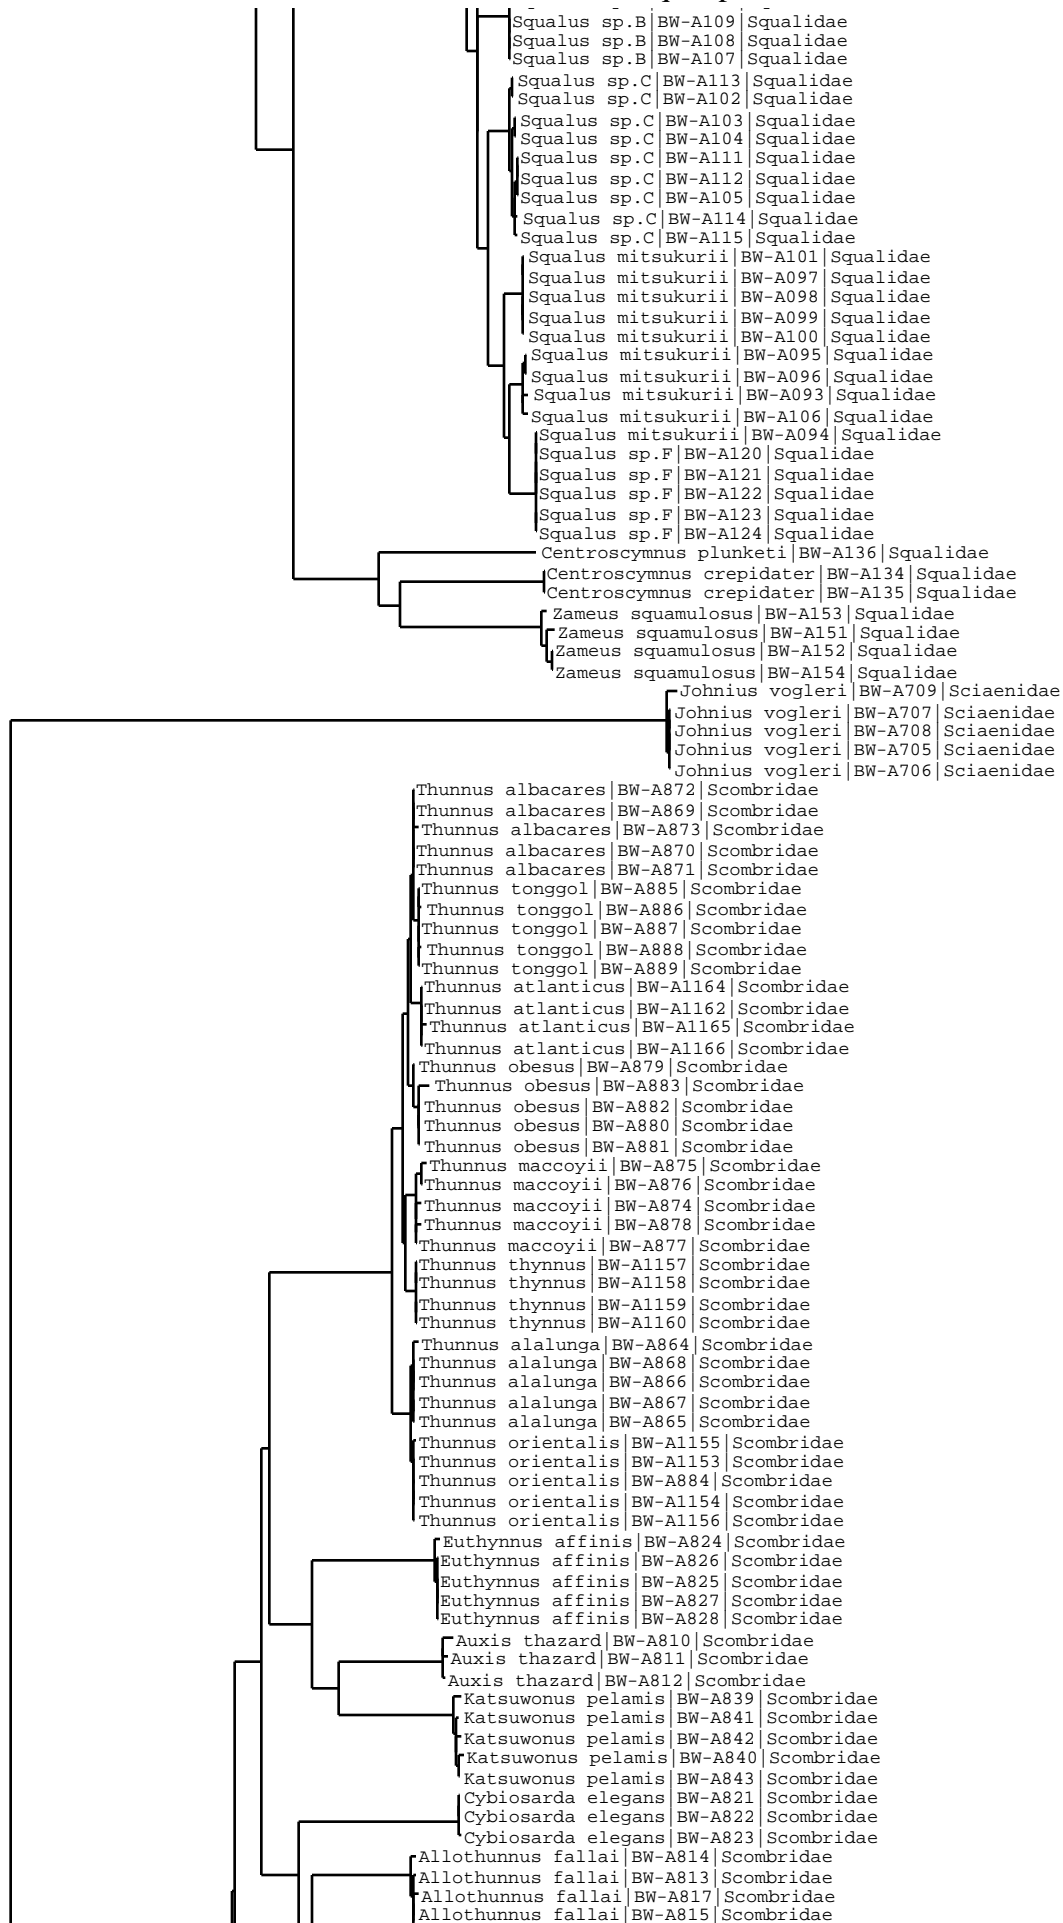 Squalus sp.B|BW-A109|Squalidae
Squalus sp.B|BW-A108|Squalidae
Squalus sp.B|BW-A107|Squalidae
Squalus sp.C|BW-A113|Squalidae
Squalus sp.C|BW-A102|Squalidae
Squalus sp.C|BW-A103|Squalidae
Squalus sp.C|BW-A104|Squalidae
Squalus sp.C|BW-A111|Squalidae
Squalus sp.C|BW-A112|Squalidae
Squalus sp.C|BW-A105|Squalidae
Squalus sp.C|BW-A114|Squalidae
Squalus sp.C|BW-A115|Squalidae
Squalus mitsukurii|BW-A101|Squalidae
Squalus mitsukurii|BW-A097|Squalidae
Squalus mitsukurii|BW-A098|Squalidae
Squalus mitsukurii|BW-A099|Squalidae
Squalus mitsukurii|BW-A100|Squalidae
Squalus mitsukurii|BW-A095|Squalidae
Squalus mitsukurii|BW-A096|Squalidae
Squalus mitsukurii|BW-A093|Squalidae
Squalus mitsukurii|BW-A106|Squalidae
Squalus mitsukurii|BW-A094|Squalidae
Squalus sp.F|BW-A120|Squalidae
Squalus sp.F|BW-A121|Squalidae
Squalus sp.F|BW-A122|Squalidae
Squalus sp.F|BW-A123|Squalidae
Squalus sp.F|BW-A124|Squalidae
Centroscymnus plunketi|BW-A136|Squalidae
Centroscymnus crepidater|BW-A134|Squalidae
Centroscymnus crepidater|BW-A135|Squalidae
Zameus squamulosus|BW-A153|Squalidae
Zameus squamulosus|BW-A151|Squalidae
Zameus squamulosus|BW-A152|Squalidae
Zameus squamulosus|BW-A154|Squalidae
Johnius vogleri|BW-A709|Sciaenidae
Johnius vogleri|BW-A707|Sciaenidae
Johnius vogleri|BW-A708|Sciaenidae
Johnius vogleri|BW-A705|Sciaenidae
Johnius vogleri|BW-A706|Sciaenidae
Thunnus albacares|BW-A872|Scombridae
Thunnus albacares|BW-A869|Scombridae
Thunnus albacares|BW-A873|Scombridae
Thunnus albacares|BW-A870|Scombridae
Thunnus albacares|BW-A871|Scombridae
Thunnus tonggol|BW-A885|Scombridae
Thunnus tonggol|BW-A886|Scombridae
Thunnus tonggol|BW-A887|Scombridae
Thunnus tonggol|BW-A888|Scombridae
Thunnus tonggol|BW-A889|Scombridae
Thunnus atlanticus|BW-A1164|Scombridae
Thunnus atlanticus|BW-A1162|Scombridae
Thunnus atlanticus|BW-A1165|Scombridae
Thunnus atlanticus|BW-A1166|Scombridae
Thunnus obesus|BW-A879|Scombridae
Thunnus obesus|BW-A883|Scombridae
Thunnus obesus|BW-A882|Scombridae
Thunnus obesus|BW-A880|Scombridae
Thunnus obesus|BW-A881|Scombridae
Thunnus maccoyii|BW-A875|Scombridae
Thunnus maccoyii|BW-A876|Scombridae
Thunnus maccoyii|BW-A874|Scombridae
Thunnus maccoyii|BW-A878|Scombridae
Thunnus maccoyii|BW-A877|Scombridae
Thunnus thynnus|BW-A1157|Scombridae
Thunnus thynnus|BW-A1158|Scombridae
Thunnus thynnus|BW-A1159|Scombridae
Thunnus thynnus|BW-A1160|Scombridae
Thunnus alalunga|BW-A864|Scombridae
Thunnus alalunga|BW-A868|Scombridae
Thunnus alalunga|BW-A866|Scombridae
Thunnus alalunga|BW-A867|Scombridae
Thunnus alalunga|BW-A865|Scombridae
Thunnus orientalis|BW-A1155|Scombridae
Thunnus orientalis|BW-A1153|Scombridae
Thunnus orientalis|BW-A884|Scombridae
Thunnus orientalis|BW-A1154|Scombridae
Thunnus orientalis|BW-A1156|Scombridae
Euthynnus affinis|BW-A824|Scombridae
Euthynnus affinis|BW-A826|Scombridae
Euthynnus affinis|BW-A825|Scombridae
Euthynnus affinis|BW-A827|Scombridae
Euthynnus affinis|BW-A828|Scombridae
Auxis thazard|BW-A810|Scombridae
Auxis thazard|BW-A811|Scombridae
Auxis thazard|BW-A812|Scombridae
Katsuwonus pelamis|BW-A839|Scombridae
Katsuwonus pelamis|BW-A841|Scombridae
Katsuwonus pelamis|BW-A842|Scombridae
Katsuwonus pelamis|BW-A840|Scombridae
Katsuwonus pelamis|BW-A843|Scombridae
Cybiosarda elegans|BW-A821|Scombridae
Cybiosarda elegans|BW-A822|Scombridae
Cybiosarda elegans|BW-A823|Scombridae
Allothunnus fallai|BW-A814|Scombridae
Allothunnus fallai|BW-A813|Scombridae
Allothunnus fallai|BW-A817|Scombridae
Allothunnus fallai|BW-A815|Scombridae